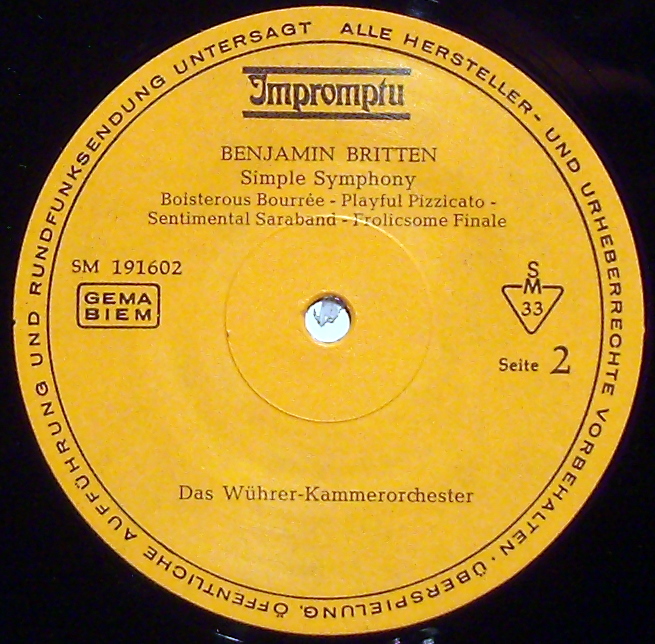 ALLE HERSTELLER- UND URHEBERRECHTE VORBEHALTEN · ÜBERSPIELUNG, ÖFFENTLICHE AUFFÜHRUNG UND RUNDFUNKSENDUNG UNTERSAGT
Impromptu
BENJAMIN BRITTEN
Simple Symphony
Boisterous Bourrée - Playful Pizzicato -
Sentimental Saraband - Frolicsome Finale
SM 191602
GEMA
BIEM
S
M
33
Seite 2
Das Wührer-Kammerorchester